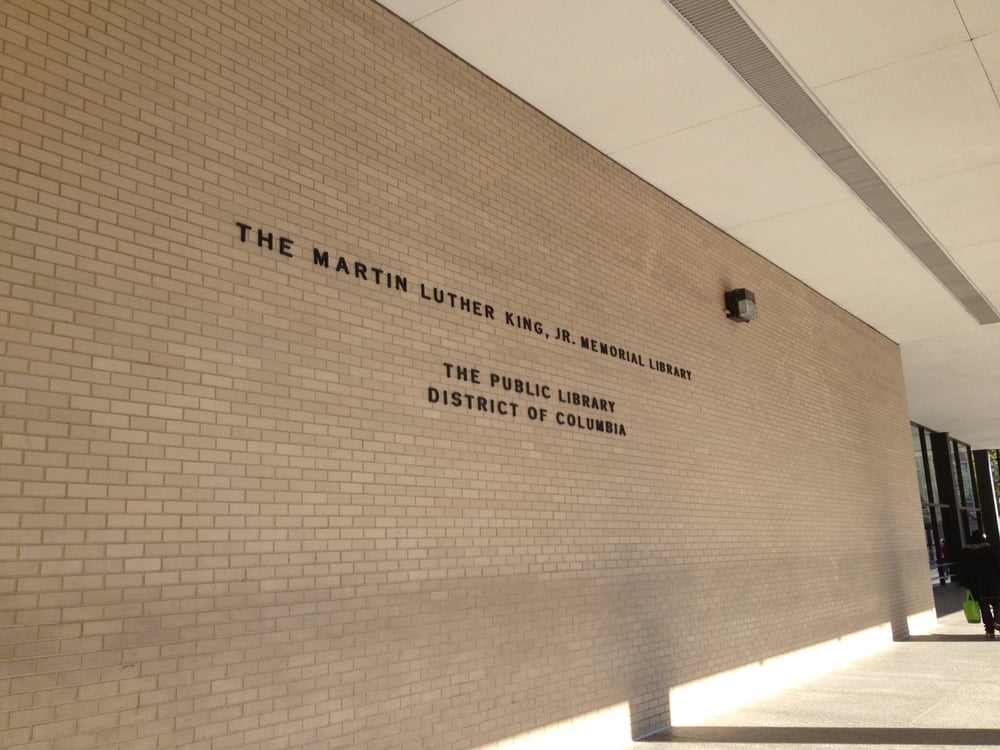 THE MARTIN LUTHER KING, JR. MEMORIAL LIBRARY
THE PUBLIC LIBRARY
DISTRICT OF COLUMBIA